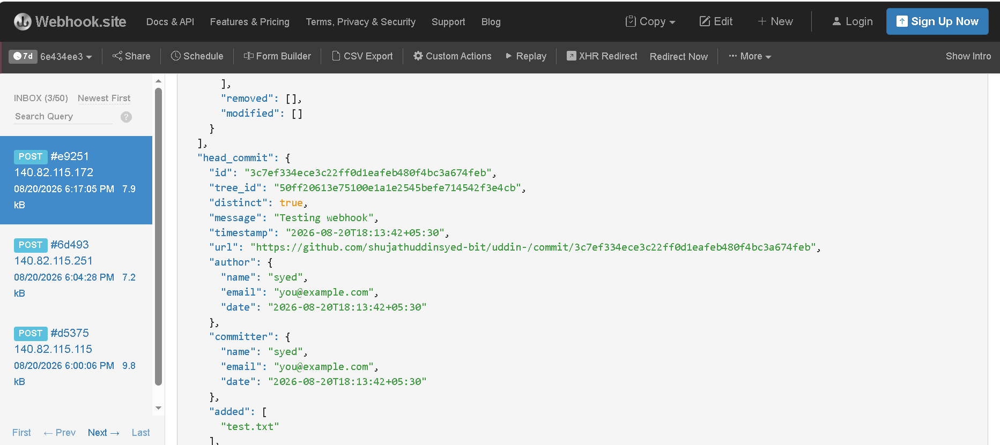 Webhook.site Docs & API Features & Pricing Terms, Privacy & Security Support Blog Copy Edit + New Login Sign Up Now
7d 6e434ee3 Share Schedule Form Builder CSV Export Custom Actions Replay XHR Redirect Redirect Now ··· More Show Intro
INBOX (3/50) Newest First
Search Query ?
POST #e9251
140.82.115.172
08/20/2026 6:17:05 PM 7.9
kB
POST #6d493
140.82.115.251
08/20/2026 6:04:28 PM 7.2
kB
POST #d5375
140.82.115.115
08/20/2026 6:00:06 PM 9.8
kB
First ← Prev Next → Last
],
"removed": [],
"modified": []
}
],
"head_commit": {
"id": "3c7ef334ece3c22ff0d1eafeb480f4bc3a674feb",
"tree_id": "50ff20613e75100e1a1e2545befe714542f3e4cb",
"distinct": true,
"message": "Testing webhook",
"timestamp": "2026-08-20T18:13:42+05:30",
"url": "https://github.com/shujathuddinsyed-bit/uddin-/commit/3c7ef334ece3c22ff0d1eafeb480f4bc3a674feb",
"author": {
"name": "syed",
"email": "you@example.com",
"date": "2026-08-20T18:13:42+05:30"
},
"committer": {
"name": "syed",
"email": "you@example.com",
"date": "2026-08-20T18:13:42+05:30"
},
"added": [
"test.txt"
],